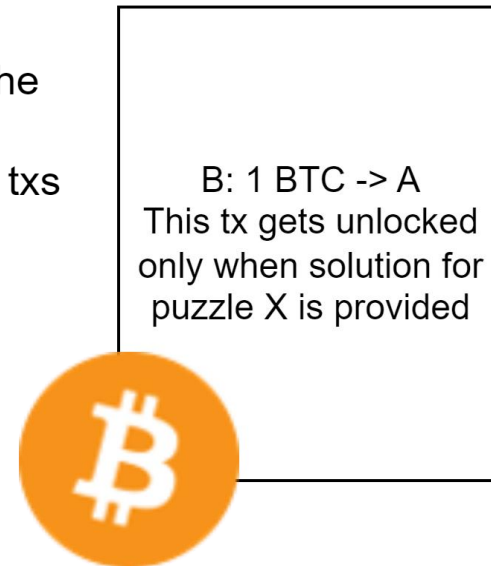 he
txs
B: 1 BTC -> A
This tx gets unlocked
only when solution for
puzzle X is provided